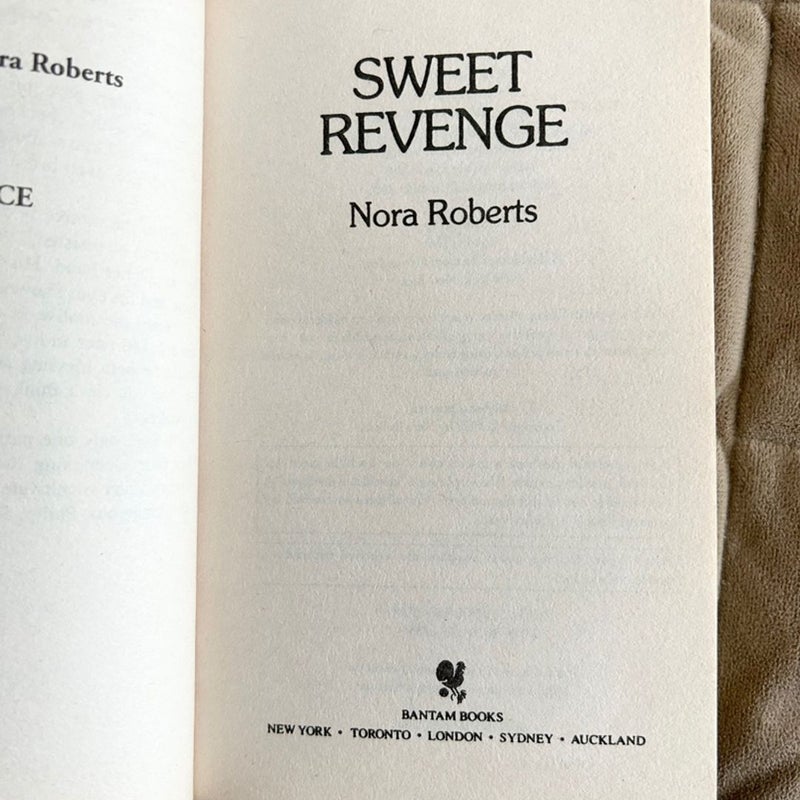 ra Roberts
CE
SWEET
REVENGE
Nora Roberts
BANTAM BOOKS
NEW YORK • TORONTO • LONDON • SYDNEY • AUCKLAND